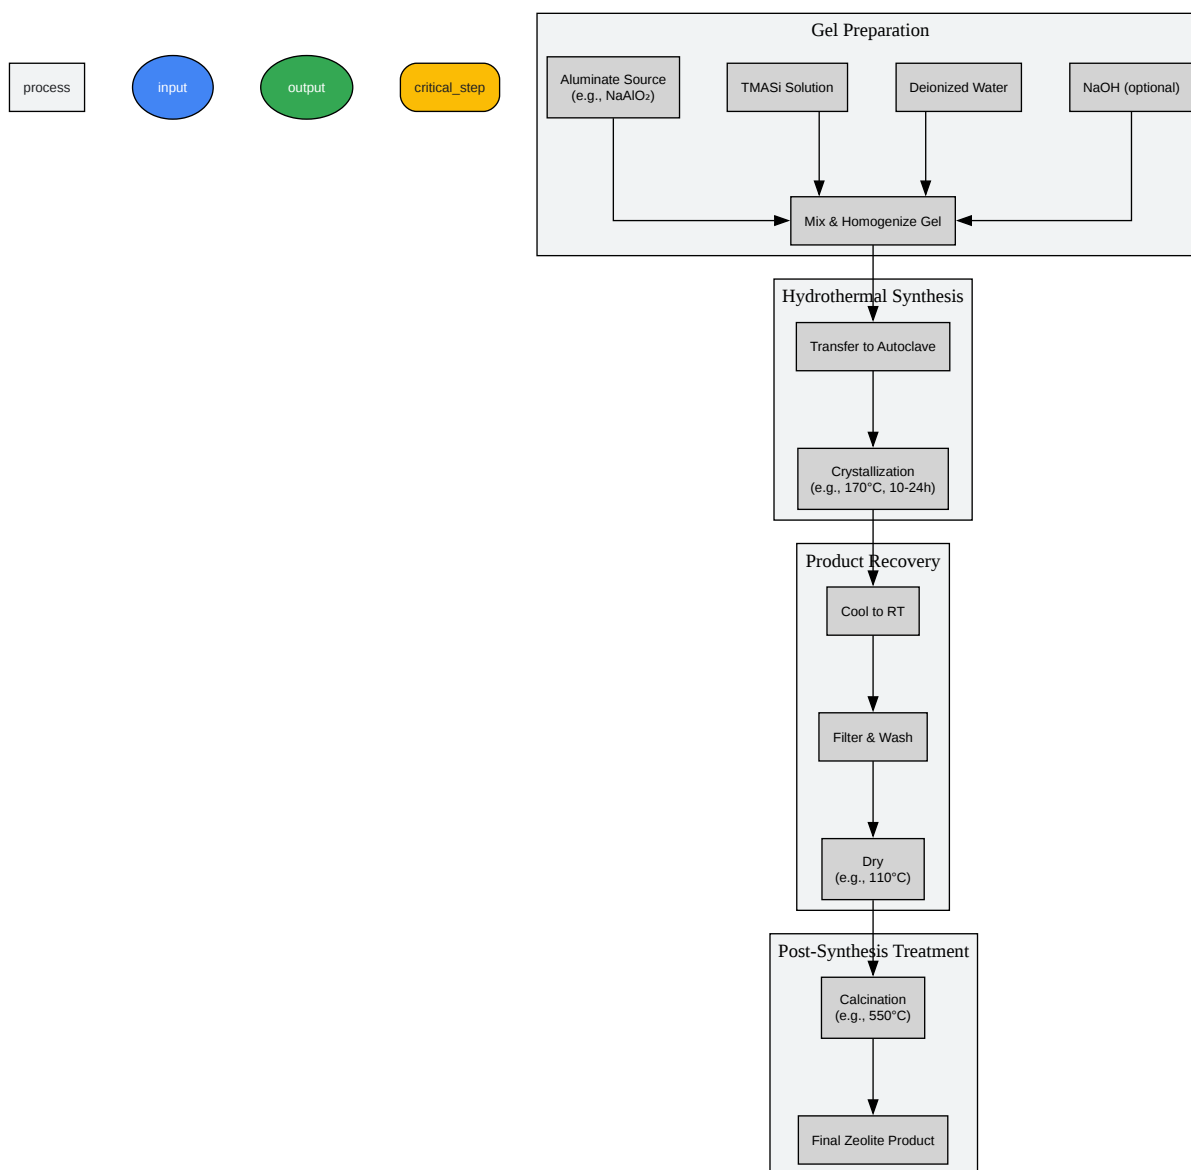 process
input
output
critical_step
Gel Preparation
Aluminate Source
(e.g., NaAlO₂)
TMASi Solution
Deionized Water
NaOH (optional)
Mix & Homogenize Gel
Hydrothermal Synthesis
Transfer to Autoclave
Crystallization
(e.g., 170°C, 10-24h)
Product Recovery
Cool to RT
Filter & Wash
Dry
(e.g., 110°C)
Post-Synthesis Treatment
Calcination
(e.g., 550°C)
Final Zeolite Product